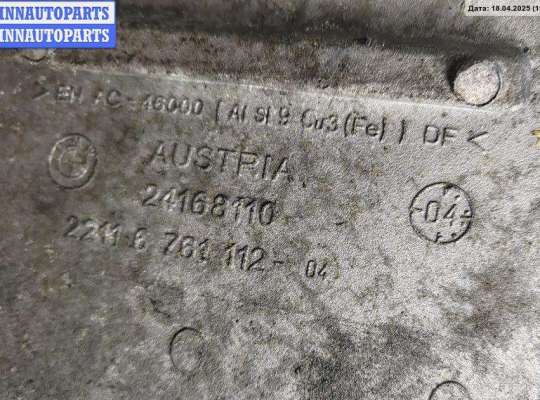 INNAUTOPARTS
INNAUTOPARTS
Дата: 18.04.2025 (1
>EN AC-46000 [Al Si 9 Cu3(Fe)] DF<
AUSTRIA
24168110
04
2211 6 761 112-04